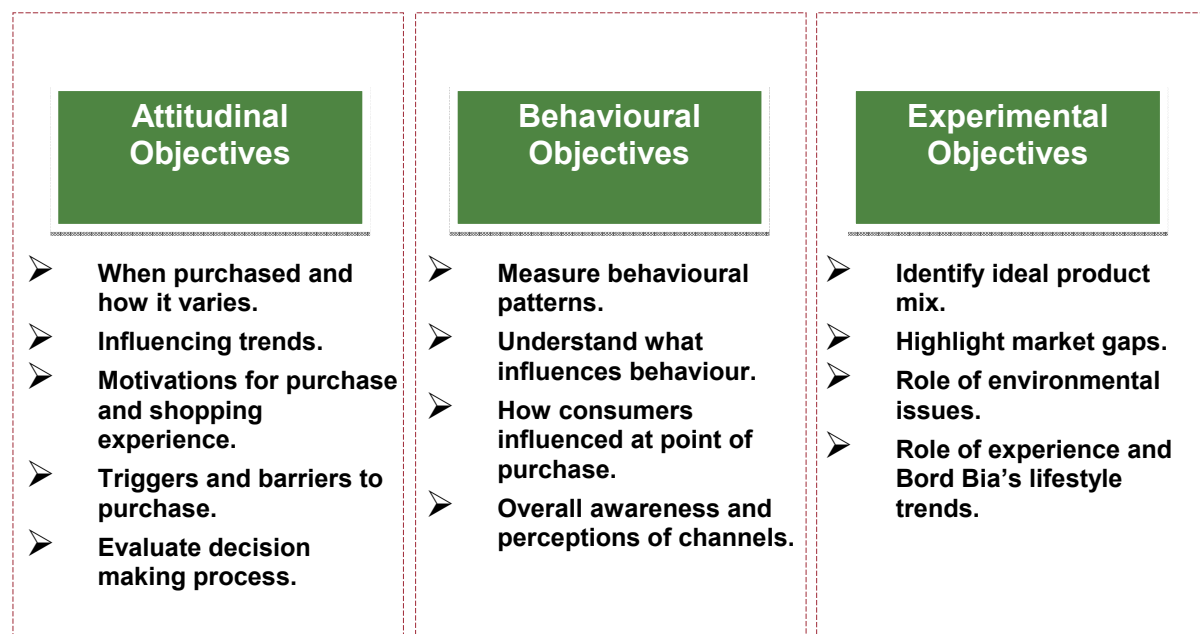 Attitudinal
Objectives
➢ When purchased and
how it varies.
➢ Influencing trends.
➢ Motivations for purchase
and shopping
experience.
➢ Triggers and barriers to
purchase.
➢ Evaluate decision
making process.
Behavioural
Objectives
➢ Measure behavioural
patterns.
➢ Understand what
influences behaviour.
➢ How consumers
influenced at point of
purchase.
➢ Overall awareness and
perceptions of channels.
Experimental
Objectives
➢ Identify ideal product
mix.
➢ Highlight market gaps.
➢ Role of environmental
issues.
➢ Role of experience and
Bord Bia’s lifestyle
trends.